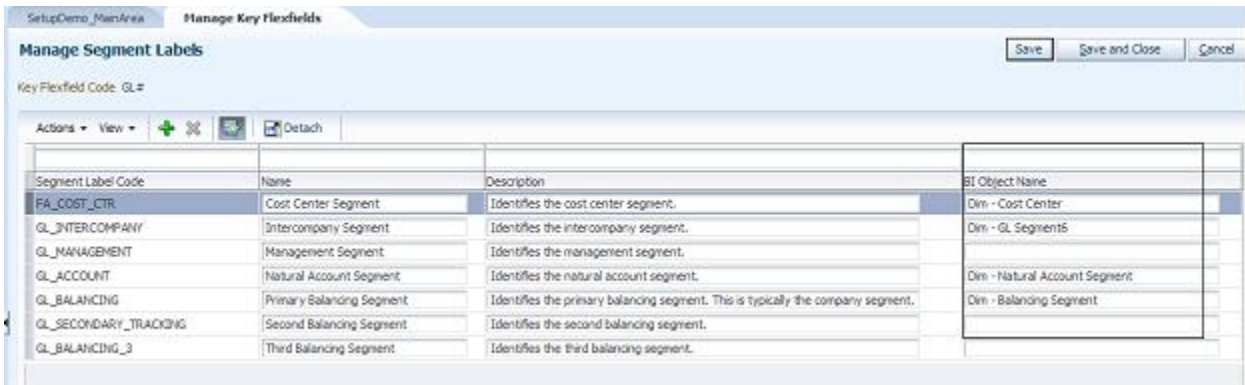 SetupDemo_MainArea Manage Key Flexfields
Manage Segment Labels Save Save and Close Cancel
Key Flexfield Code GL#
Actions View Detach
Segment Label Code Name Description BI Object Name
FA_COST_CTR Cost Center Segment Identifies the cost center segment. Dim - Cost Center
GL_INTERCOMPANY Intercompany Segment Identifies the intercompany segment. Dim - GL Segment6
GL_MANAGEMENT Management Segment Identifies the management segment.
GL_ACCOUNT Natural Account Segment Identifies the natural account segment. Dim - Natural Account Segment
GL_BALANCING Primary Balancing Segment Identifies the primary balancing segment. This is typically the company segment. Dim - Balancing Segment
GL_SECONDARY_TRACKING Second Balancing Segment Identifies the second balancing segment.
GL_BALANCING_3 Third Balancing Segment Identifies the third balancing segment.